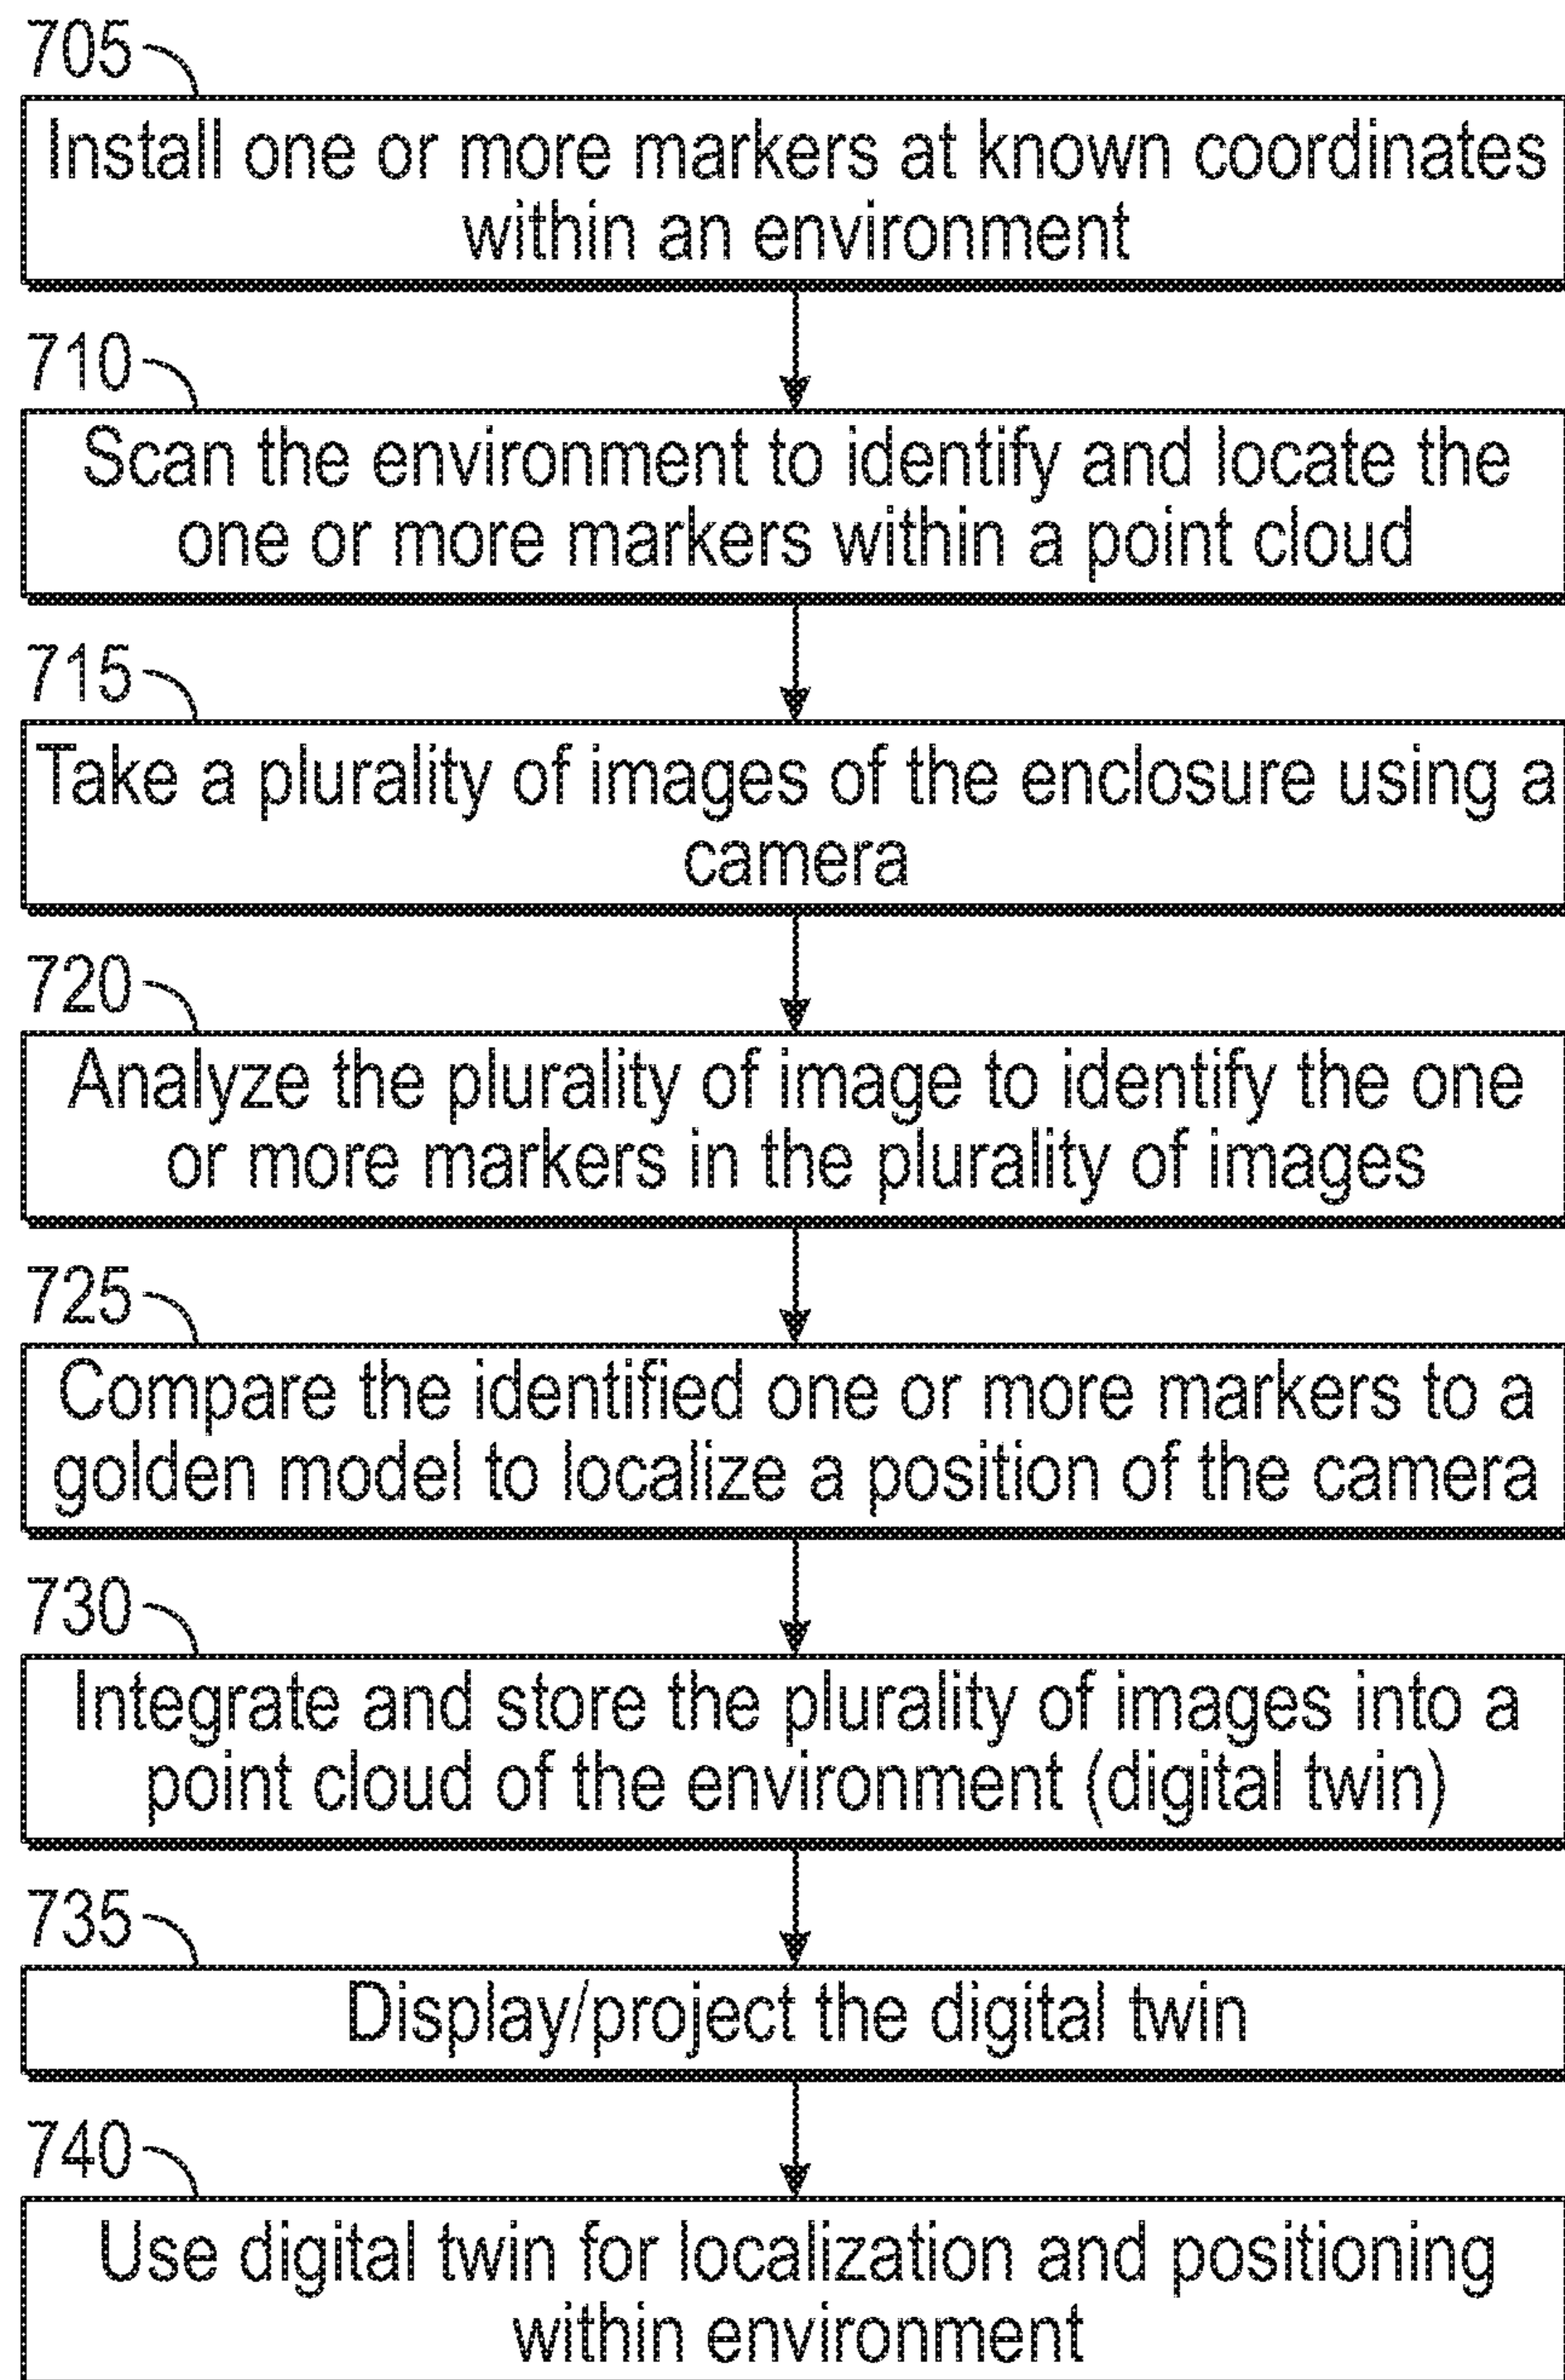 705
Install one or more markers at known coordinates
within an environment
710
Scan the environment to identify and locate the
one or more markers within a point cloud
715
Take a plurality of images of the enclosure using a
camera
720
Analyze the plurality of image to identify the one
or more markers in the plurality of images
725
Compare the identified one or more markers to a
golden model to localize a position of the camera
730
Integrate and store the plurality of images into a
point cloud of the environment (digital twin)
735
Display/project the digital twin
740
Use digital twin for localization and positioning
within environment